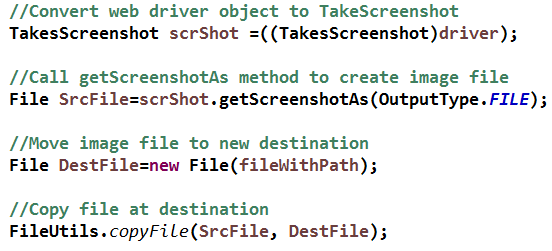 //Convert web driver object to TakeScreenshot
TakesScreenshot scrShot =((TakesScreenshot)driver);
//Call getScreenshotAs method to create image file
File SrcFile=scrShot.getScreenshotAs(OutputType.FILE);
//Move image file to new destination
File DestFile=new File(fileWithPath);
//Copy file at destination
FileUtils.copyFile(SrcFile, DestFile);